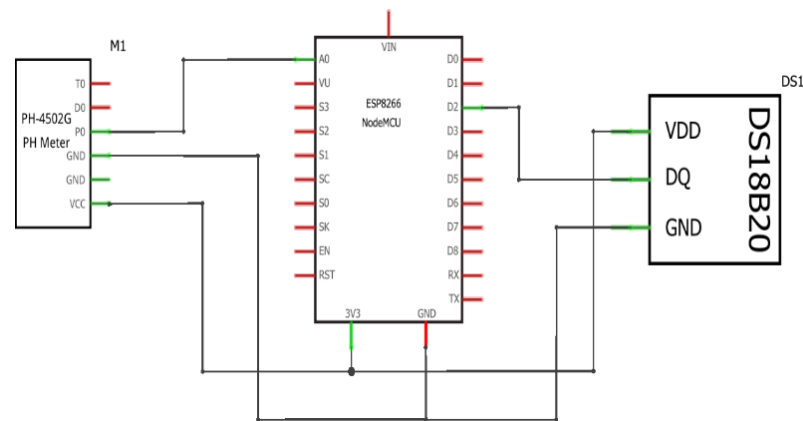 M1
PH-4502G
PH Meter
T0
D0
P0
GND
GND
VCC
VIN
ESP8266
NodeMCU
A0
VU
S3
S2
S1
SC
S0
SK
EN
RST
D0
D1
D2
D3
D4
D5
D6
D7
D8
RX
TX
3V3
GND
DS1
VDD
DQ
GND
DS18B20